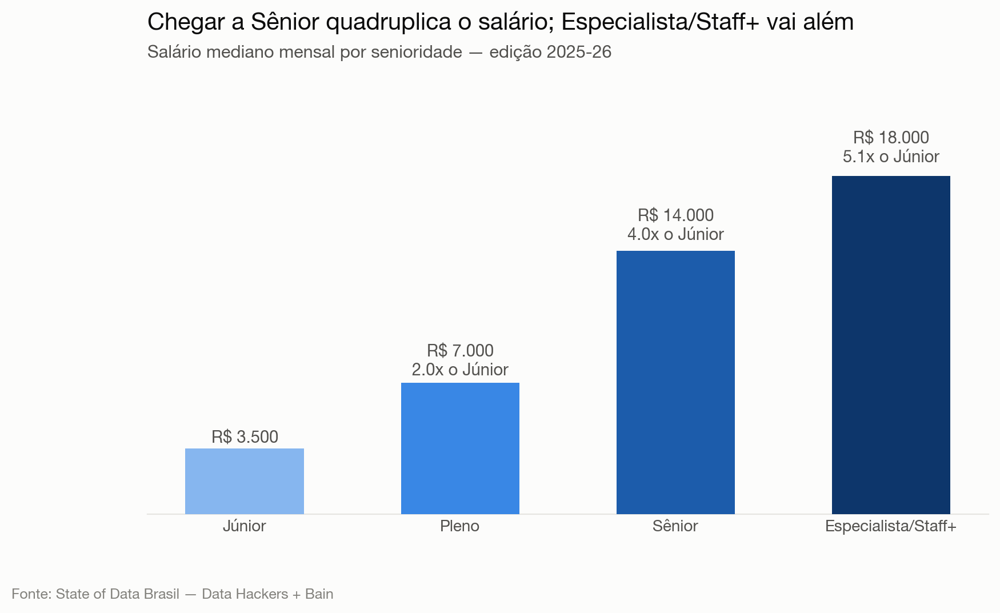 Chegar a Sênior quadruplica o salário; Especialista/Staff+ vai além
Salário mediano mensal por senioridade — edição 2025-26
R$ 18.000
5.1x o Júnior
R$ 14.000
4.0x o Júnior
R$ 7.000
2.0x o Júnior
R$ 3.500
Júnior
Pleno
Sênior
Especialista/Staff+
Fonte: State of Data Brasil — Data Hackers + Bain